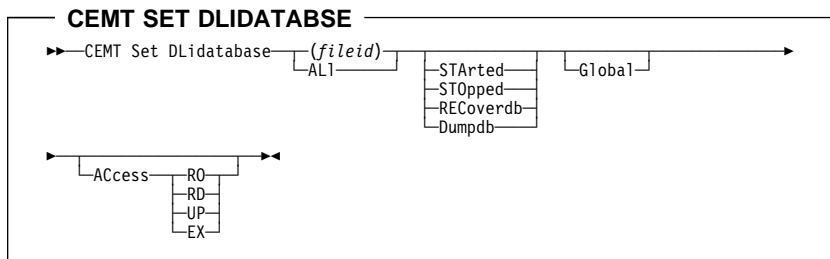 CEMT SET DLIDATABSE
CEMT Set DLidatabase (fileid) Global
ALl STArted
STOpped
RECoverdb
Dumpdb
ACcess RO
RD
UP
EX